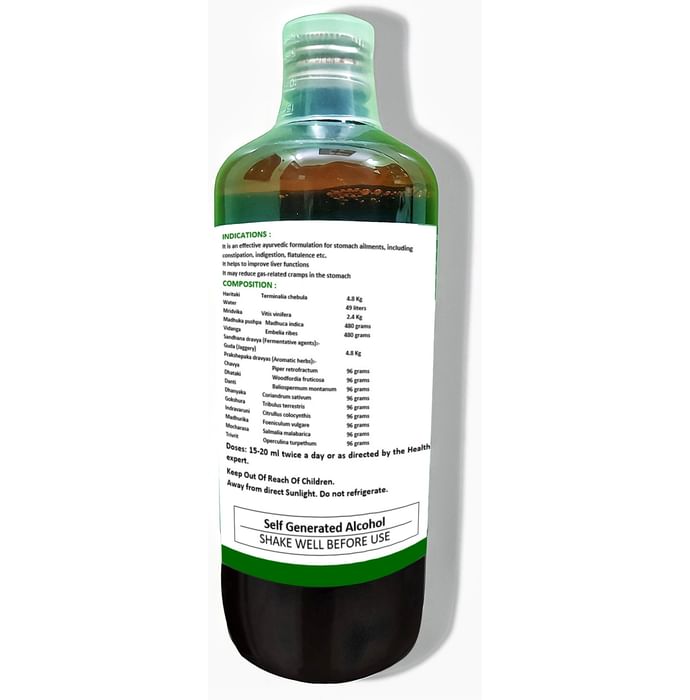 INDICATIONS :
It is an effective ayurvedic formulation for stomach ailments, including
constipation, indigestion, flatulence etc.
It helps to improve liver functions
It may reduce gas-related cramps in the stomach
COMPOSITION :
Haritaki Terminalia chebula 4.8 Kg
Water 49 liters
Mridvika Vitis vinifera 2.4 Kg
Madhuka pushpa Madhuca indica 480 grams
Vidanga Embelia ribes 480 grams
Sandhana dravya (Fermentative agents):-
Guda (Jaggery) 4.8 Kg
Prakshepaka dravyas (Aromatic herbs):-
Chavya Piper retrofractum 96 grams
Dhataki Woodfordia fruticosa 96 grams
Danti Baliospermum montanum 96 grams
Dhanyaka Coriandrum sativum 96 grams
Gokshura Tribulus terrestris 96 grams
Indravaruni Citrullus colocynthis 96 grams
Madhurika Foeniculum vulgare 96 grams
Mocharasa Salmalia malabarica 96 grams
Trivrit Operculina turpethum 96 grams
Doses: 15-20 ml twice a day or as directed by the Health
expert.
Keep Out Of Reach Of Children.
Away from direct Sunlight. Do not refrigerate.
Self Generated Alcohol
SHAKE WELL BEFORE USE